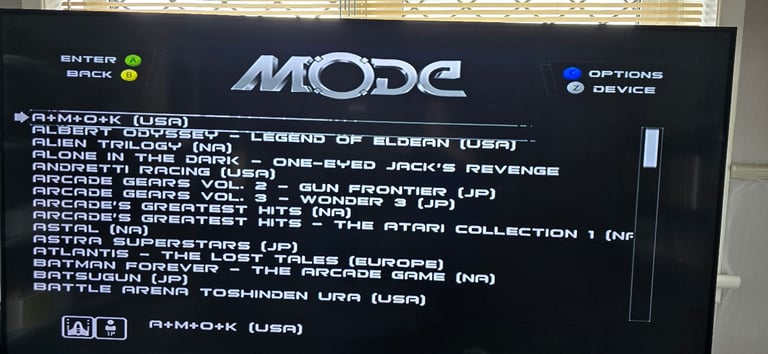 ENTER A
BACK B
MODE
C OPTIONS
Z DEVICE
A+M+O+K (USA)
ALBERT ODYSSEY - LEGEND OF ELDEAN (USA)
ALIEN TRILOGY (NA)
ALONE IN THE DARK - ONE-EYED JACK'S REVENGE
ANDRETTI RACING (USA)
ARCADE GEARS VOL. 2 - GUN FRONTIER (JP)
ARCADE GEARS VOL. 3 - WONDER 3 (JP)
ARCADE'S GREATEST HITS (NA)
ARCADE'S GREATEST HITS - THE ATARI COLLECTION 1 (NA
ASTAL (NA)
ASTRA SUPERSTARS (JP)
ATLANTIS - THE LOST TALES (EUROPE)
BATMAN FOREVER - THE ARCADE GAME (NA)
BATSUGUN (JP)
BATTLE ARENA TOSHINDEN URA (USA)
1P A+M+O+K (USA)